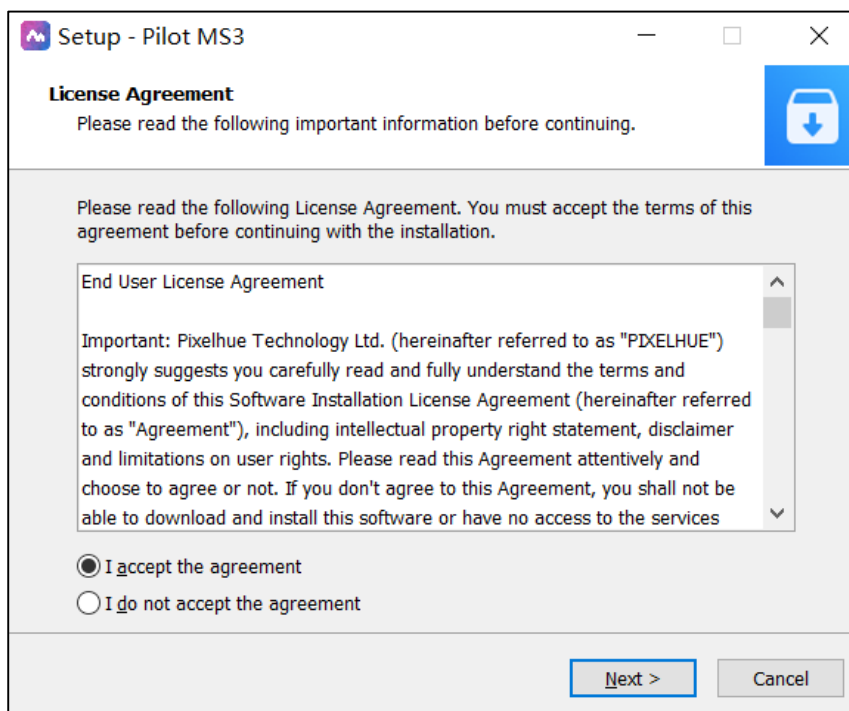 Setup - Pilot MS3
License Agreement
Please read the following important information before continuing.
Please read the following License Agreement. You must accept the terms of this
agreement before continuing with the installation.
End User License Agreement
Important: Pixelhue Technology Ltd. (hereinafter referred to as "PIXELHUE")
strongly suggests you carefully read and fully understand the terms and
conditions of this Software Installation License Agreement (hereinafter referred
to as "Agreement"), including intellectual property right statement, disclaimer
and limitations on user rights. Please read this Agreement attentively and
choose to agree or not. If you don't agree to this Agreement, you shall not be
able to download and install this software or have no access to the services
I accept the agreement
I do not accept the agreement
Next >
Cancel